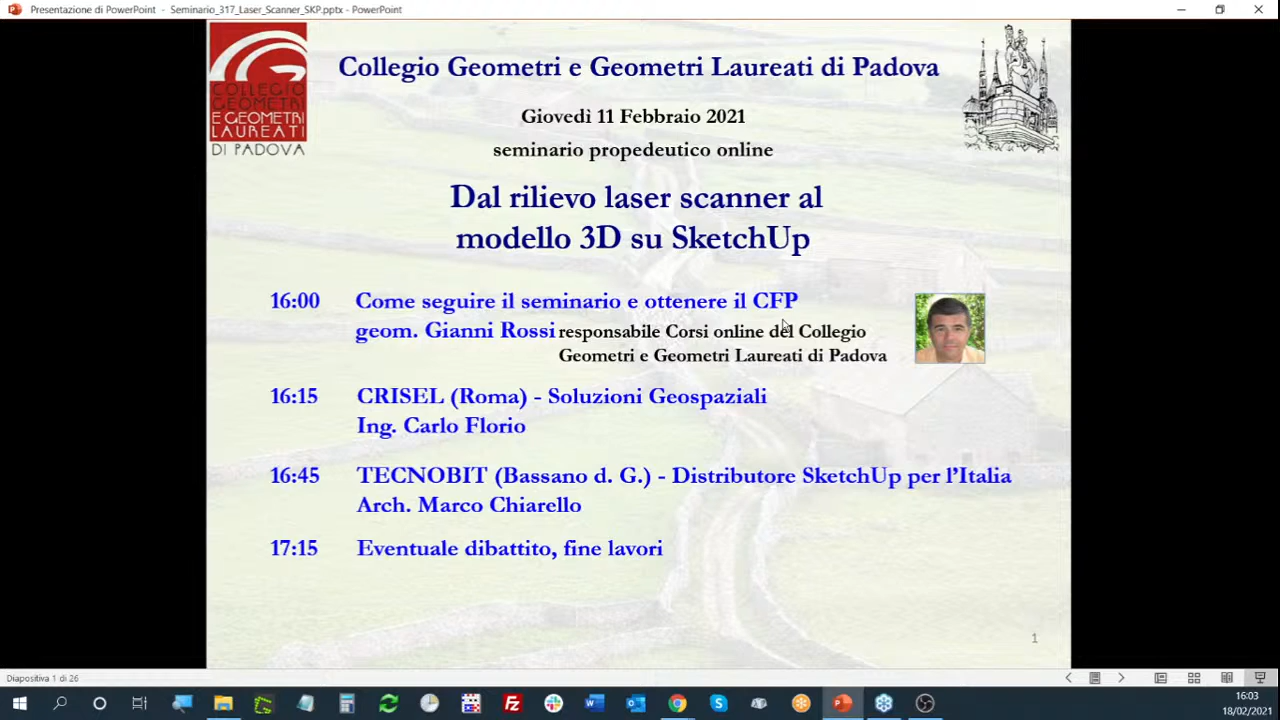 Presentazione di PowerPoint - Seminario_317_Laser_Scanner_SKP.pptx - PowerPoint
COLLEGIO
GEOMETRI
E GEOMETRI
LAUREATI
DI PADOVA
Collegio Geometri e Geometri Laureati di Padova
Giovedì 11 Febbraio 2021
seminario propedeutico online
Dal rilievo laser scanner al
modello 3D su SketchUp
16:00 Come seguire il seminario e ottenere il CFP
geom. Gianni Rossi responsabile Corsi online del Collegio
Geometri e Geometri Laureati di Padova
16:15 CRISEL (Roma) - Soluzioni Geospaziali
Ing. Carlo Florio
16:45 TECNOBIT (Bassano d. G.) - Distributore SketchUp per l'Italia
Arch. Marco Chiarello
17:15 Eventuale dibattito, fine lavori
1
Diapositiva 1 di 26
16:03
18/02/2021